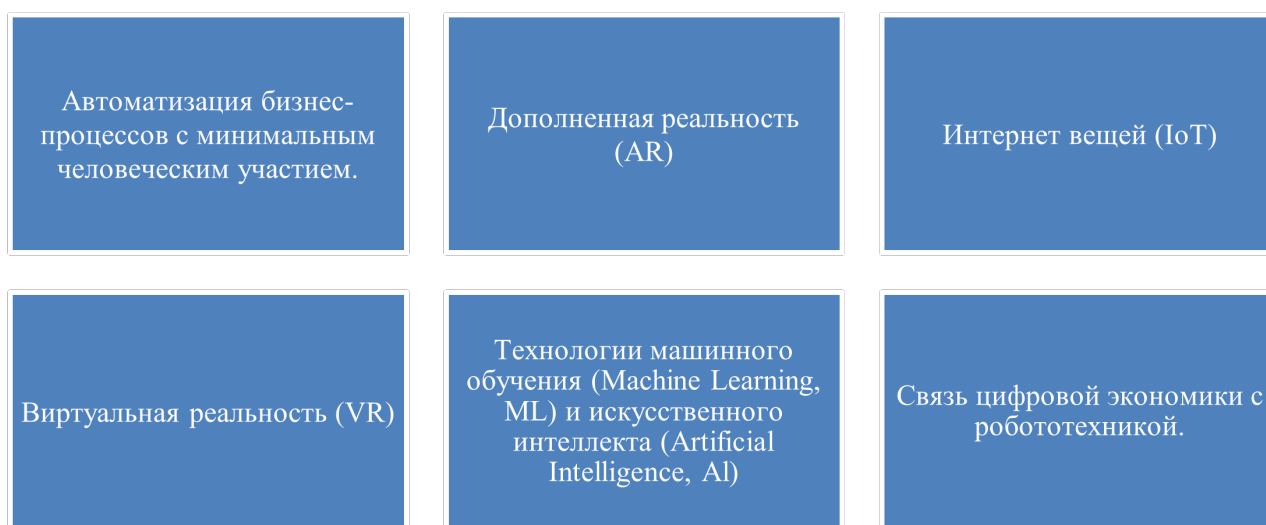 Автоматизация бизнес-
процессов с минимальным
человеческим участием.
Дополненная реальность
(AR)
Интернет вещей (IoT)
Виртуальная реальность (VR)
Технологии машинного
обучения (Machine Learning,
ML) и искусственного
интеллекта (Artificial
Intelligence, Al)
Связь цифровой экономики с
робототехникой.